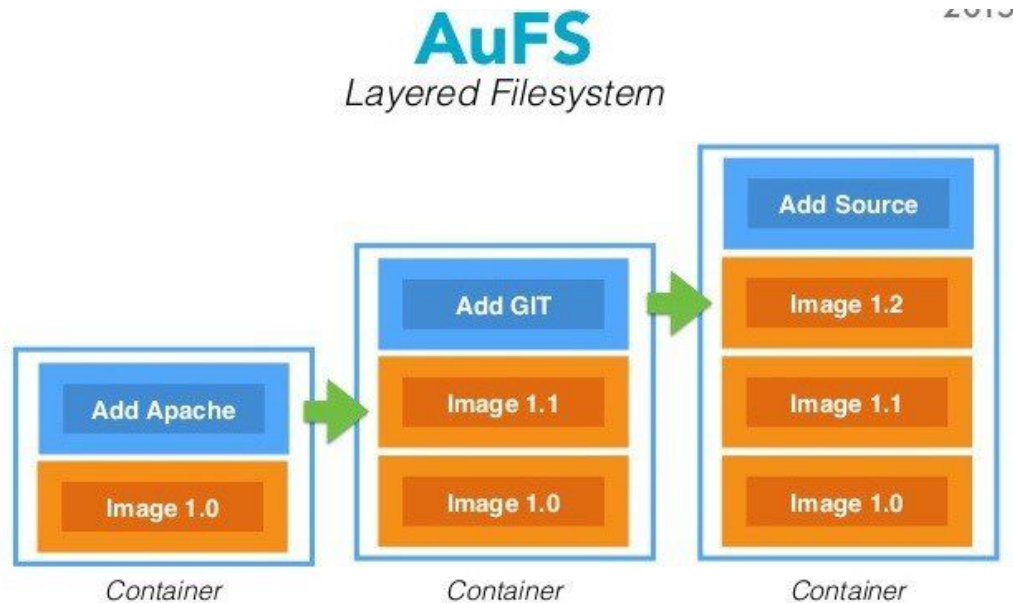 AuFS
Layered Filesystem
Add Source
Add GIT
Image 1.2
Add Apache
Image 1.1
Image 1.1
Image 1.0
Image 1.0
Image 1.0
Container
Container
Container